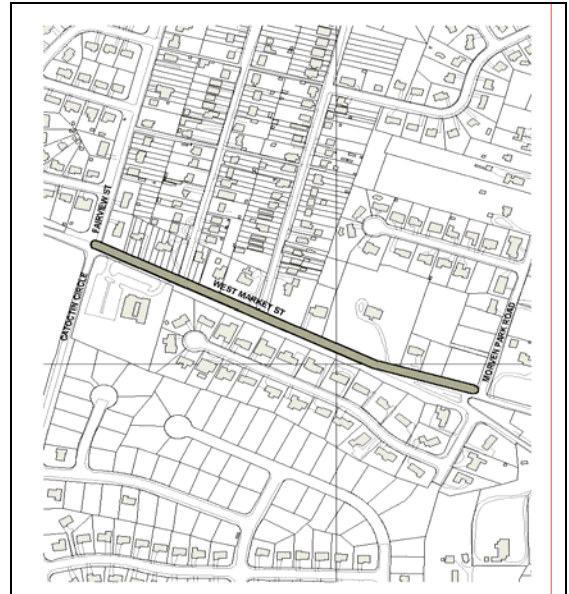 FAIRVIEW ST
CATOCTIN CIRCLE
WEST MARKET ST
MORVEN PARK ROAD